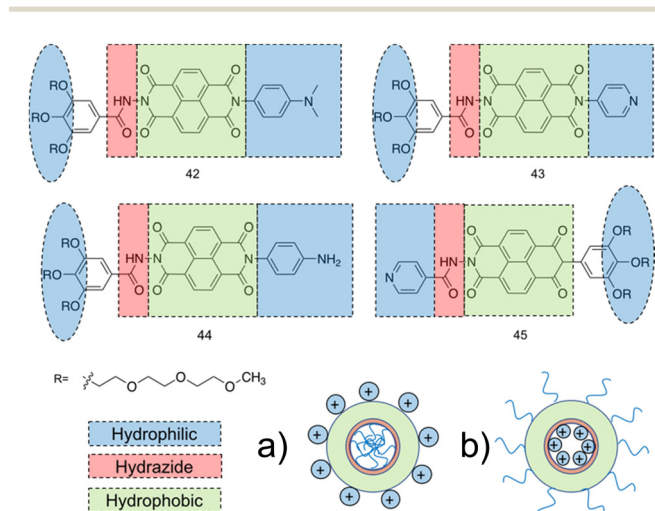 RO O O RO O O
HN N N N HN N N N
RO RO
O O
RO O O RO O O
42 43
RO O O O O OR
HN N N NH₂ N HN N OR
RO
O O
RO O O O O OR
44 45
R= O O O CH₃
Hydrophilic
Hydrazide
Hydrophobic
a) + + + + + + + + +
b) + + + + + +